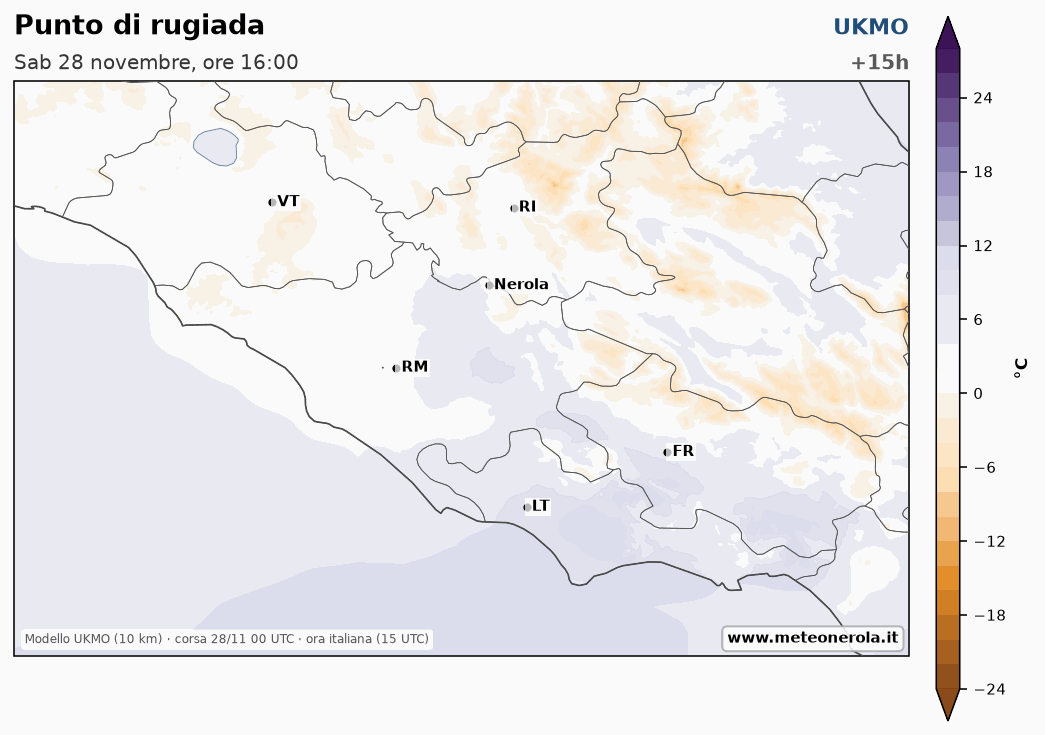 Punto di rugiada
UKMO
Sab 28 novembre, ore 16:00
+15h
VT
RI
Nerola
RM
FR
LT
24
18
12
6
0
−6
−12
−18
−24
°C
Modello UKMO (10 km) · corsa 28/11 00 UTC · ora italiana (15 UTC)
www.meteonerola.it